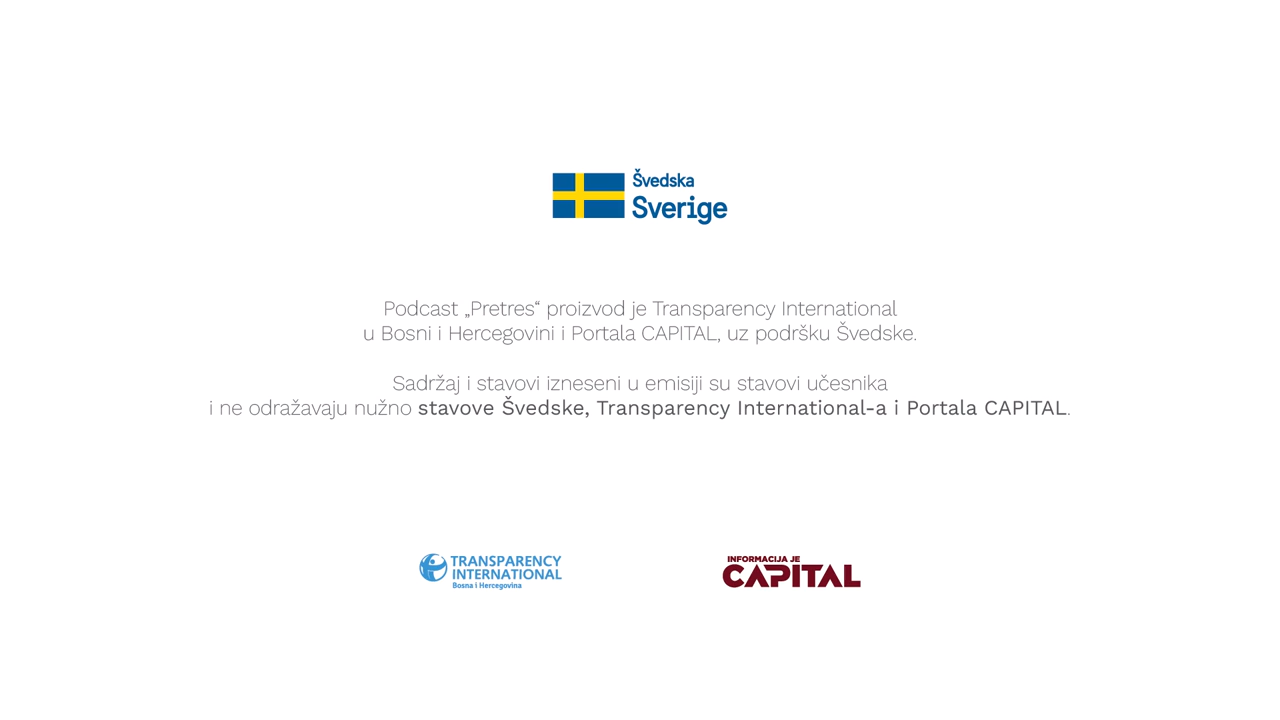 Švedska
Sverige
Podcast „Pretres“ proizvod je Transparency International
u Bosni i Hercegovini i Portala CAPITAL, uz podršku Švedske.
Sadržaj i stavovi izneseni u emisiji su stavovi učesnika
i ne odražavaju nužno stavove Švedske, Transparency International-a i Portala CAPITAL.
TRANSPARENCY
INTERNATIONAL
Bosna i Hercegovina
INFORMACIJA JE
CAPITAL